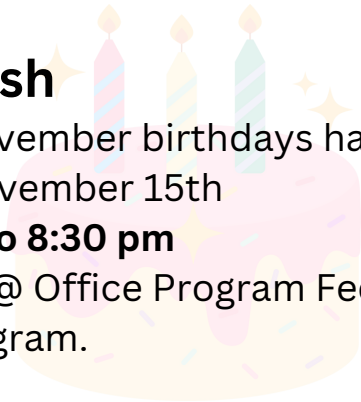 sh
vember birthdays ha
vember 15th
o 8:30 pm
@ Office Program Fe
gram.